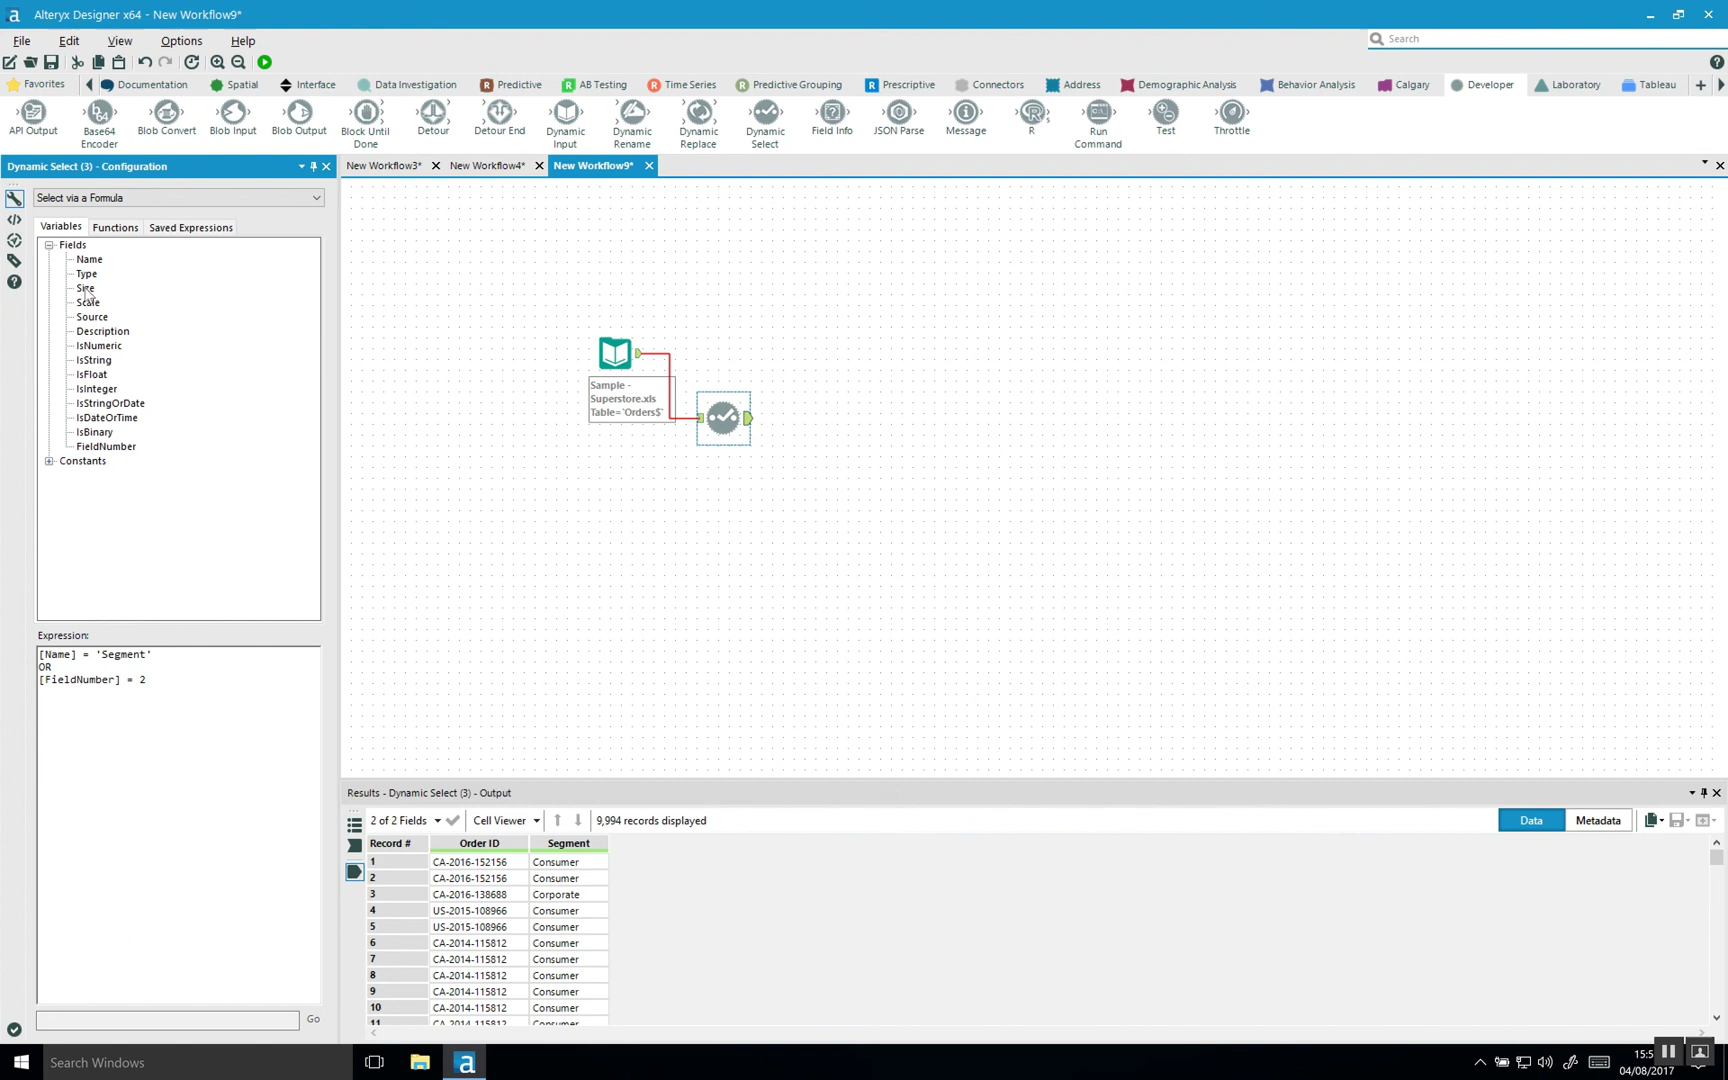 Alteryx Designer x64 - New Workflow9*
File Edit View Options Help
Search
Favorites Documentation Spatial Interface Data Investigation Predictive AB Testing Time Series Predictive Grouping Prescriptive Connectors Address Demographic Analysis Behavior Analysis Calgary Developer Laboratory Tableau
API Output Base64 Encoder Blob Convert Blob Input Blob Output Block Until Done Detour Detour End Dynamic Input Dynamic Rename Dynamic Replace Dynamic Select Field Info JSON Parse Message R Run Command Test Throttle
Dynamic Select (3) - Configuration
New Workflow3* New Workflow4* New Workflow9*
Select via a Formula
Variables Functions Saved Expressions
Fields
Name
Type
Size
Scale
Source
Description
IsNumeric
IsString
IsFloat
IsInteger
IsStringOrDate
IsDateOrTime
IsBinary
FieldNumber
Constants
Sample -
Superstore.xls
Table=`Orders$`
Expression:
[Name] = 'Segment'
OR
[FieldNumber] = 2
Go
Results - Dynamic Select (3) - Output
2 of 2 Fields Cell Viewer 9,994 records displayed Data Metadata
Record # Order ID Segment
1 CA-2016-152156 Consumer
2 CA-2016-152156 Consumer
3 CA-2016-138688 Corporate
4 US-2015-108966 Consumer
5 US-2015-108966 Consumer
6 CA-2014-115812 Consumer
7 CA-2014-115812 Consumer
8 CA-2014-115812 Consumer
9 CA-2014-115812 Consumer
10 CA-2014-115812 Consumer
11 CA-2014-115812 Consumer
Search Windows
15:5
04/08/2017